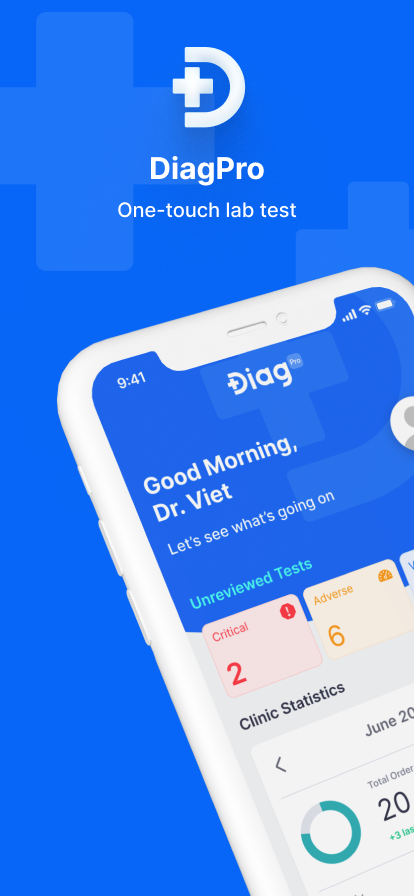 DiagPro
One-touch lab test
9:41
Diag Pro
Good Morning,
Dr. Viet
Let's see what's going on
Unreviewed Tests
Critical
2
Adverse
6
Clinic Statistics
June 20
Total Order
20
+3 las